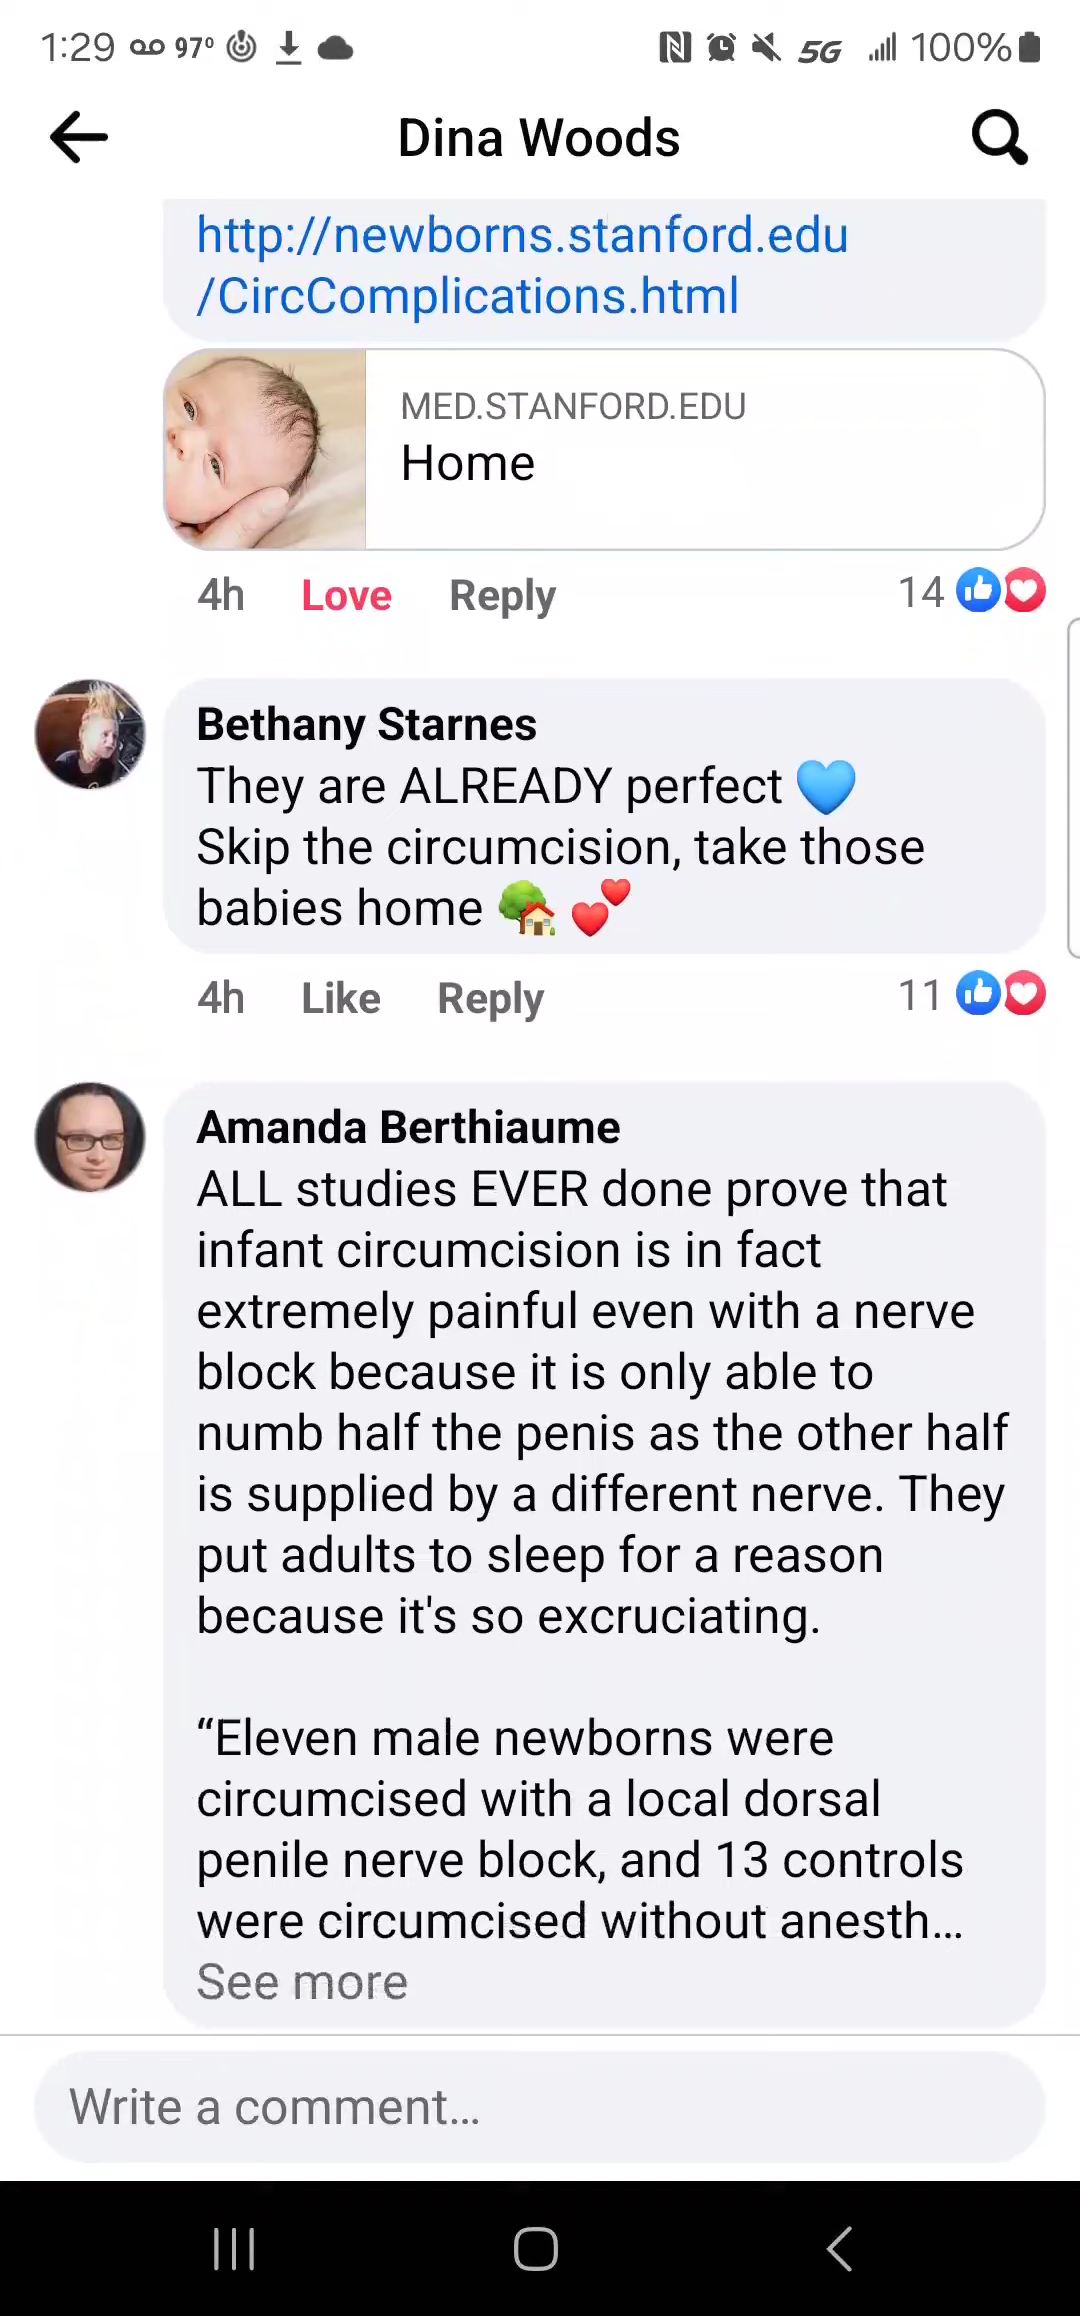 1:29 97° 5G 100%
Dina Woods
http://newborns.stanford.edu
/CircComplications.html
MED.STANFORD.EDU
Home
4h Love Reply 14
Bethany Starnes
They are ALREADY perfect 💙
Skip the circumcision, take those
babies home 🏡 💕
4h Like Reply 11
Amanda Berthiaume
ALL studies EVER done prove that
infant circumcision is in fact
extremely painful even with a nerve
block because it is only able to
numb half the penis as the other half
is supplied by a different nerve. They
put adults to sleep for a reason
because it's so excruciating.
“Eleven male newborns were
circumcised with a local dorsal
penile nerve block, and 13 controls
were circumcised without anesth...
See more
Write a comment...